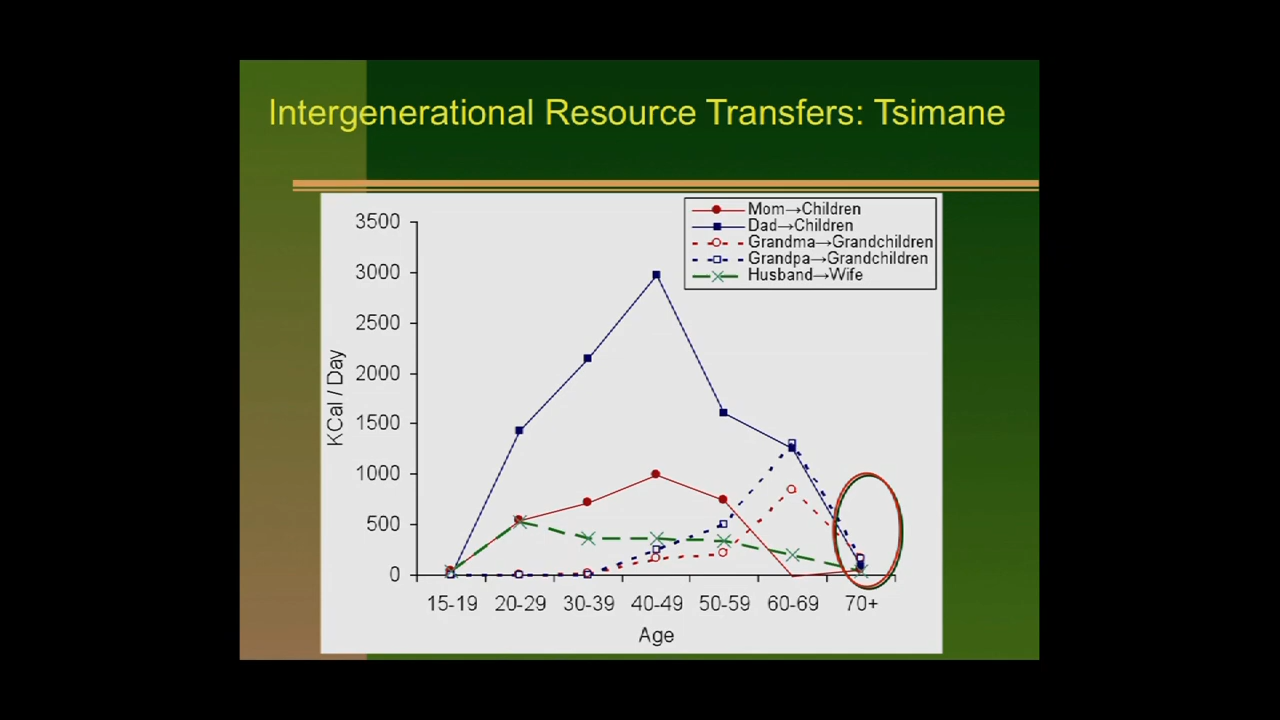 Intergenerational Resource Transfers: Tsimane
Mom→Children
Dad→Children
Grandma→Grandchildren
Grandpa→Grandchildren
Husband→Wife
3500
3000
2500
2000
1500
1000
500
0
KCal / Day
15-19 20-29 30-39 40-49 50-59 60-69 70+
Age